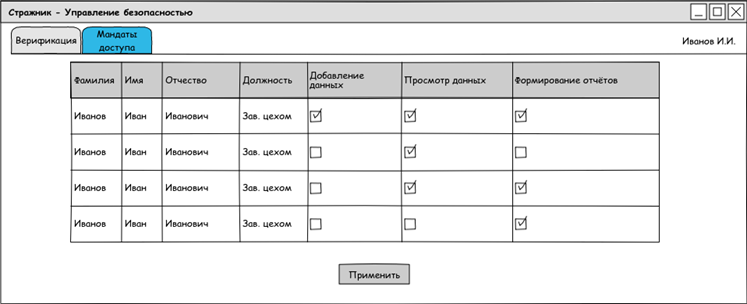 Стражник - Управление безопасностью
Верификация
Мандаты
доступа
Иванов И.И.
Фамилия Имя Отчество Должность Добавление данных Просмотр данных Формирование отчётов
Иванов Иван Иванович Зав. цехом
Иванов Иван Иванович Зав. цехом
Иванов Иван Иванович Зав. цехом
Иванов Иван Иванович Зав. цехом
Применить